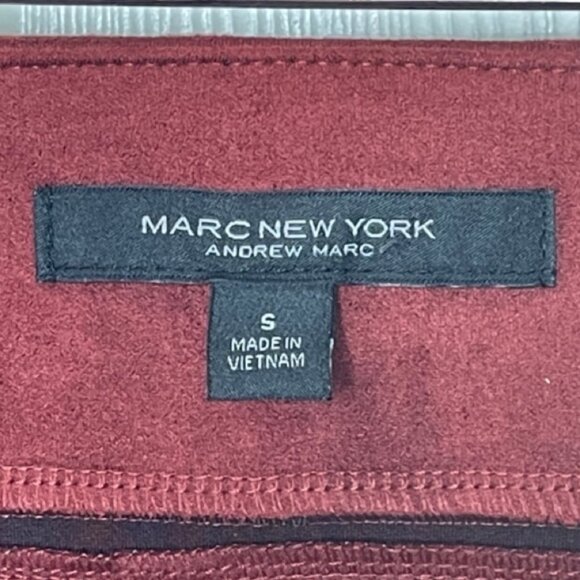 MARC NEW YORK
ANDREW MARC
S
MADE IN
VIETNAM